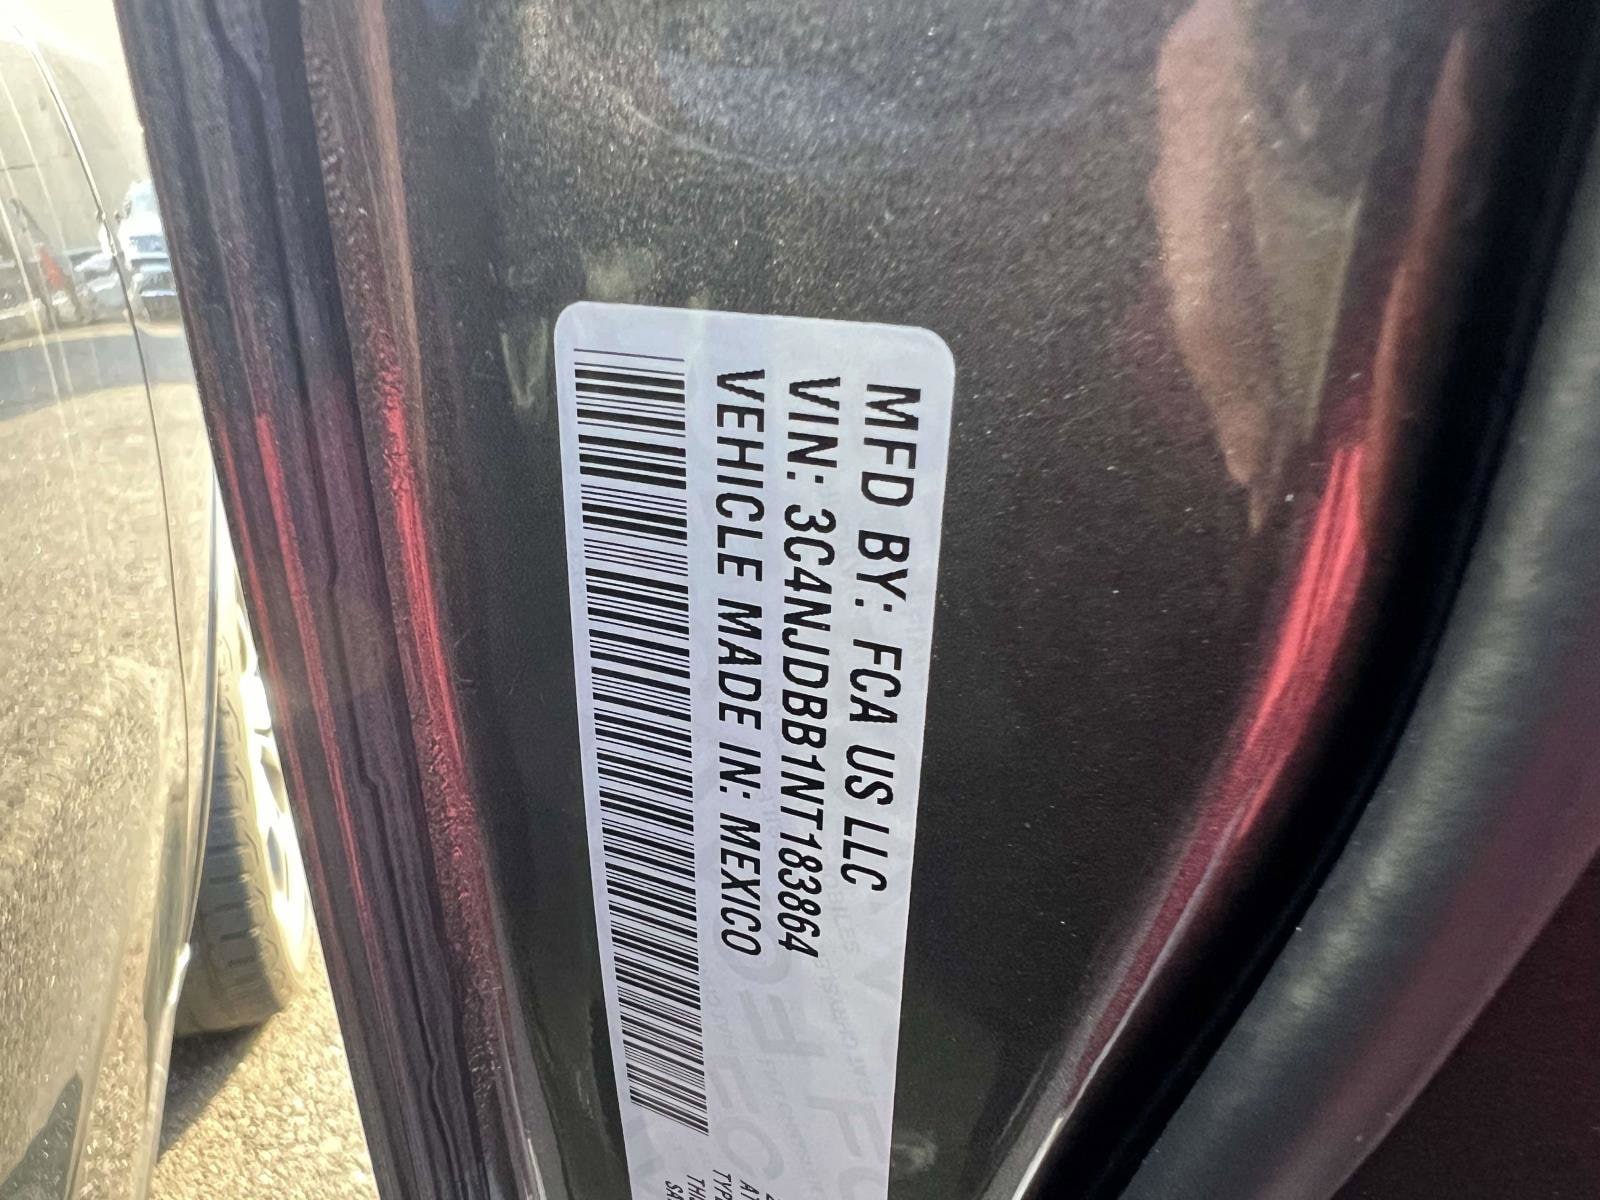 MFD BY: FCA US LLC
VIN: 3C4NJDBB1NT183864
VEHICLE MADE IN: MEXICO